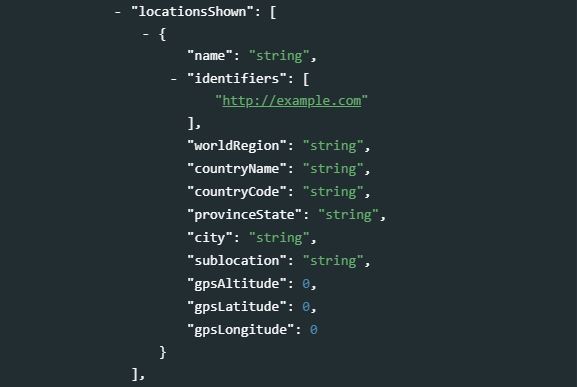 - "locationsShown": [
- {
"name": "string",
- "identifiers": [
"http://example.com"
],
"worldRegion": "string",
"countryName": "string",
"countryCode": "string",
"provinceState": "string",
"city": "string",
"sublocation": "string",
"gpsAltitude": 0,
"gpsLatitude": 0,
"gpsLongitude": 0
}
],